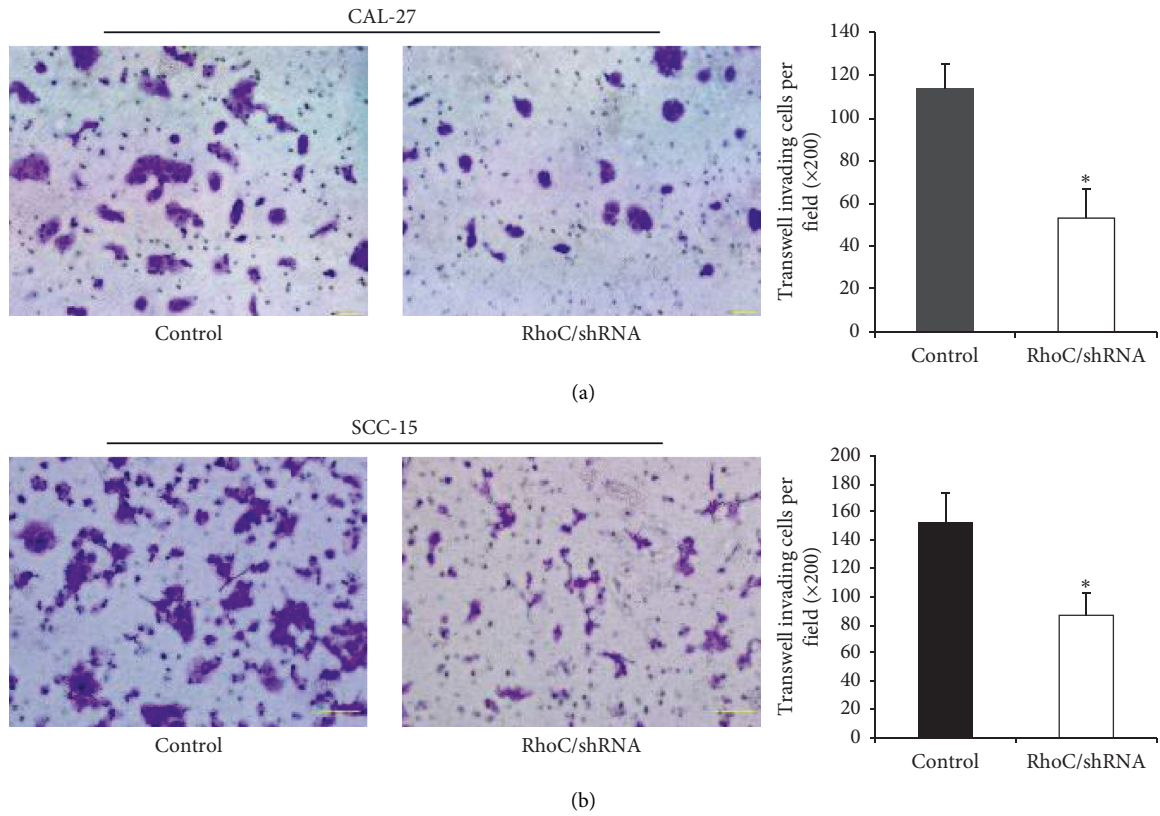 CAL-27
Control
RhoC/shRNA
Transwell invading cells per
field (×200)
140
120
100
80
60
40
20
0
*
Control
RhoC/shRNA
(a)
SCC-15
Control
RhoC/shRNA
Transwell invading cells per
field (×200)
200
180
160
140
120
100
80
60
40
20
0
*
Control
RhoC/shRNA
(b)